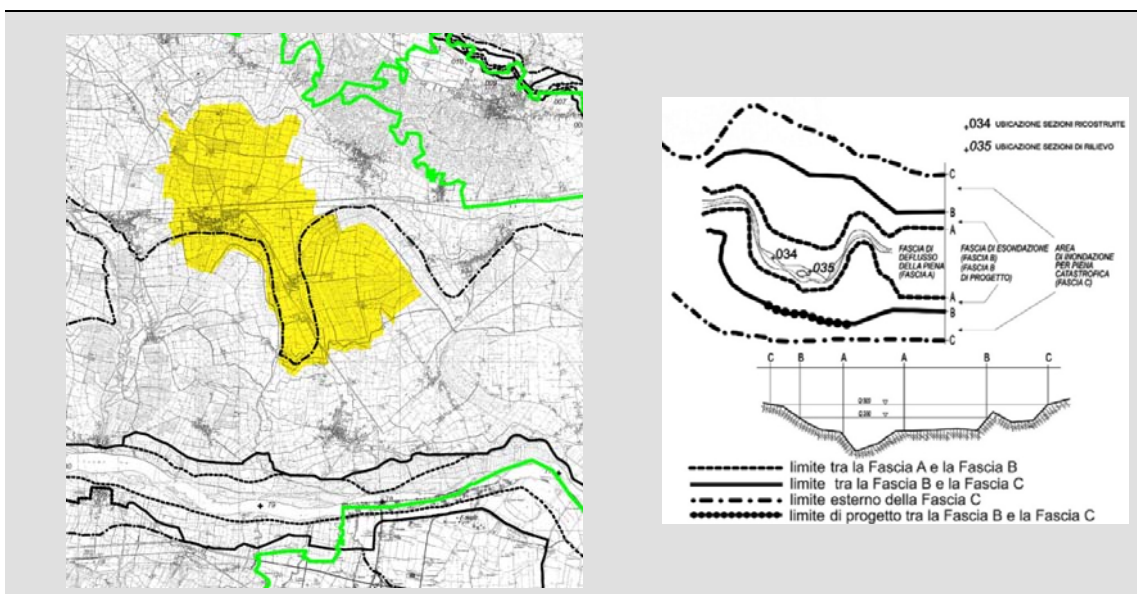 034 UBICAZIONE SEZIONI RICOSTRUITE
035 UBICAZIONE SEZIONI DI RILIEVO
C
B
A
034
035
FASCIA DI
DEFLUSSO
DELLA PIENA
(FASCIA A)
FASCIA DI ESONDAZIONE
(FASCIA B)
(FASCIA B
DI PROGETTO)
AREA
DI INONDAZIONE
PER PIENA
CATASTROFICA
(FASCIA C)
A
B
C
C B A A B C
limite tra la Fascia A e la Fascia B
limite tra la Fascia B e la Fascia C
limite esterno della Fascia C
limite di progetto tra la Fascia B e la Fascia C